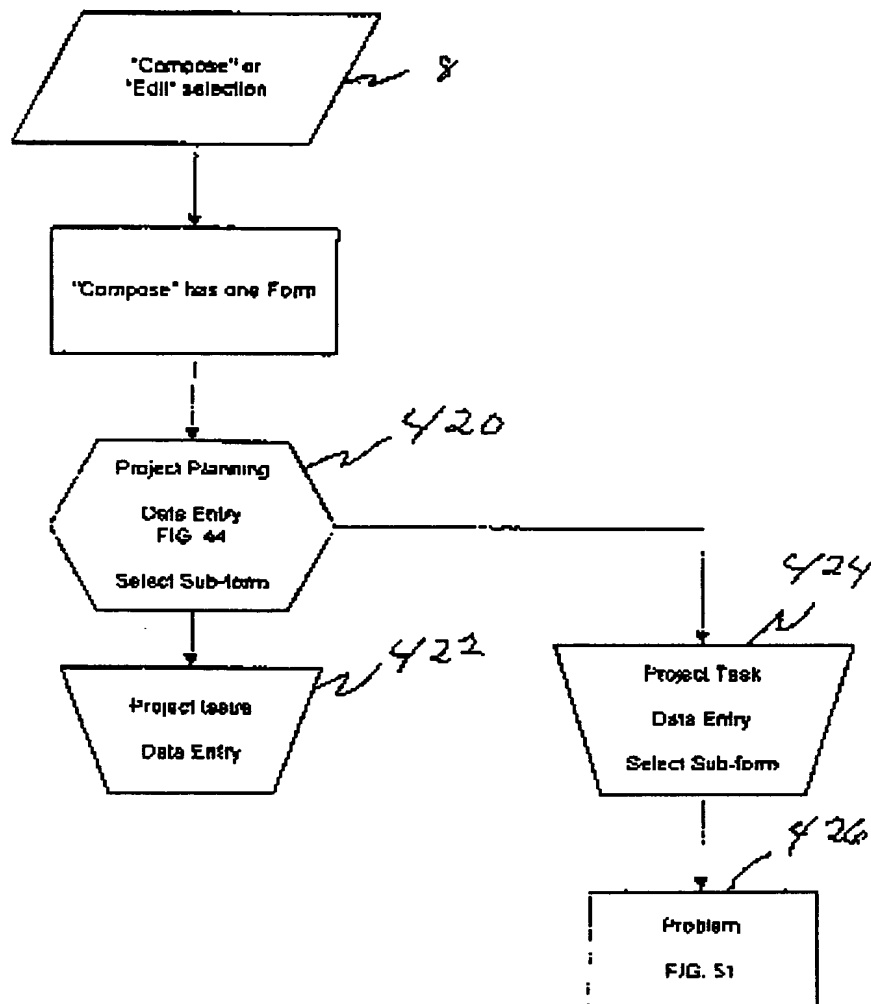 "Compose" or
"Edit" selection
8
"Compose" has one Form
420
Project Planning
Data Entry
FIG 44
Select Sub-form
424
422
Project Issue
Data Entry
Project Task
Data Entry
Select Sub-form
426
Problem
FIG. 51